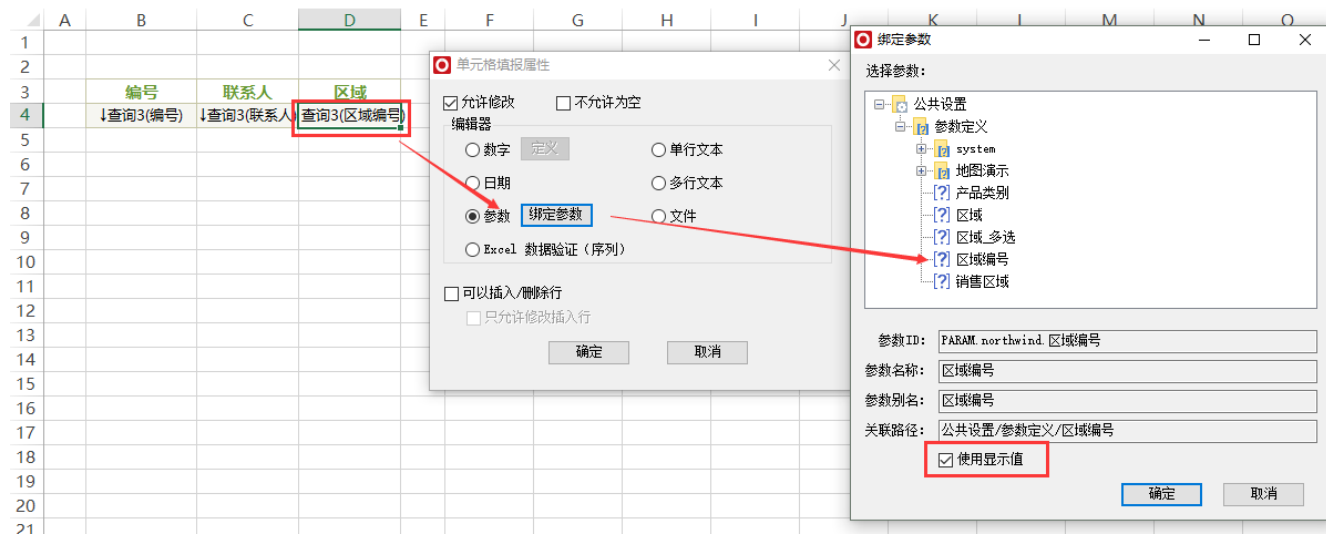 A B C D E F G H I J K L M N O
1
2
3 编号 联系人 区域
4 ↓查询3(编号) ↓查询3(联系人) 查询3(区域编号)
5
6
7
8
9
10
11
12
13
14
15
16
17
18
19
20
21
单元格填报属性
允许修改 不允许为空
编辑器
数字 定义 单行文本
日期 多行文本
参数 绑定参数 文件
Excel 数据验证（序列）
可以插入/删除行
只允许修改插入行
确定 取消
绑定参数
选择参数：
公共设置
参数定义
system
地图演示
产品类别
区域
区域_多选
区域编号
销售区域
参数ID： PARAM.northwind.区域编号
参数名称： 区域编号
参数别名： 区域编号
关联路径： 公共设置/参数定义/区域编号
使用显示值
确定 取消